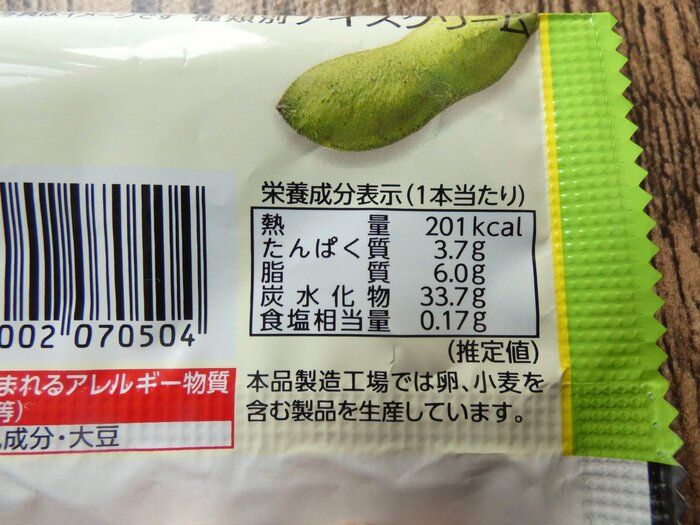 種類別アイスクリーム
栄養成分表示(1本当たり)
熱量 201kcal
たんぱく質 3.7g
脂質 6.0g
炭水化物 33.7g
食塩相当量 0.17g
(推定値)
本品製造工場では卵、小麦を
含む製品を生産しています。
002 070504
まれるアレルギー物質
等)
成分・大豆